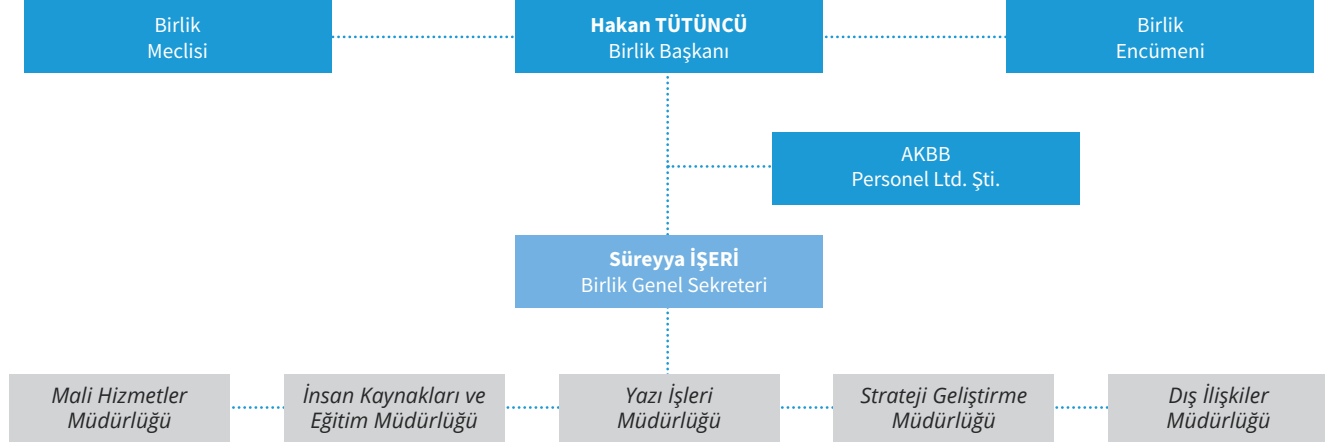 Birlik
Meclisi
Hakan TÜTÜNCÜ
Birlik Başkanı
Birlik
Encümeni
AKBB
Personel Ltd. Şti.
Süreyya İŞERİ
Birlik Genel Sekreteri
Mali Hizmetler
Müdürlüğü
İnsan Kaynakları ve
Eğitim Müdürlüğü
Yazı İşleri
Müdürlüğü
Strateji Geliştirme
Müdürlüğü
Dış İlişkiler
Müdürlüğü